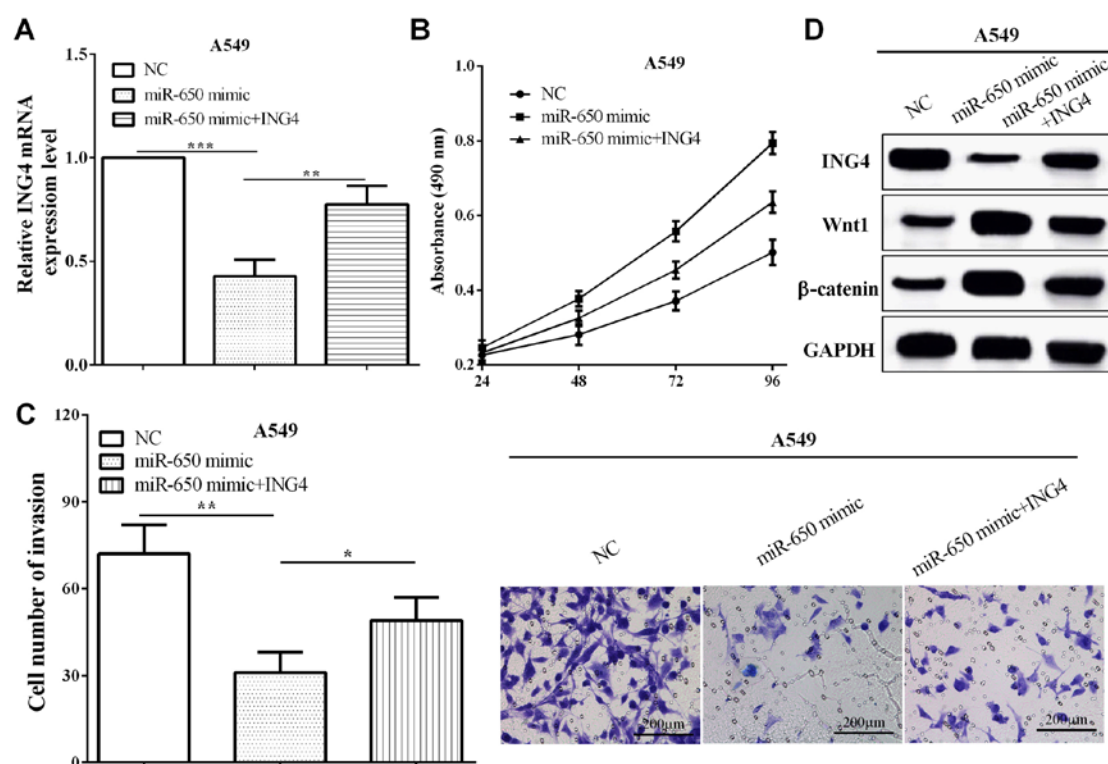 A
A549
1.5
1.0
0.5
0.0
Relative ING4 mRNA
expression level
NC
miR-650 mimic
miR-650 mimic+ING4
***
**
B
A549
1.0
0.8
0.6
0.4
0.2
Absorbance (490 nm)
NC
miR-650 mimic
miR-650 mimic+ING4
24
48
72
96
D
A549
NC
miR-650 mimic
miR-650 mimic
+ING4
ING4
Wnt1
β-catenin
GAPDH
C
A549
120
90
60
30
0
Cell number of invasion
NC
miR-650 mimic
miR-650 mimic+ING4
**
*
A549
NC
miR-650 mimic
miR-650 mimic+ING4
200μm
200μm
200μm